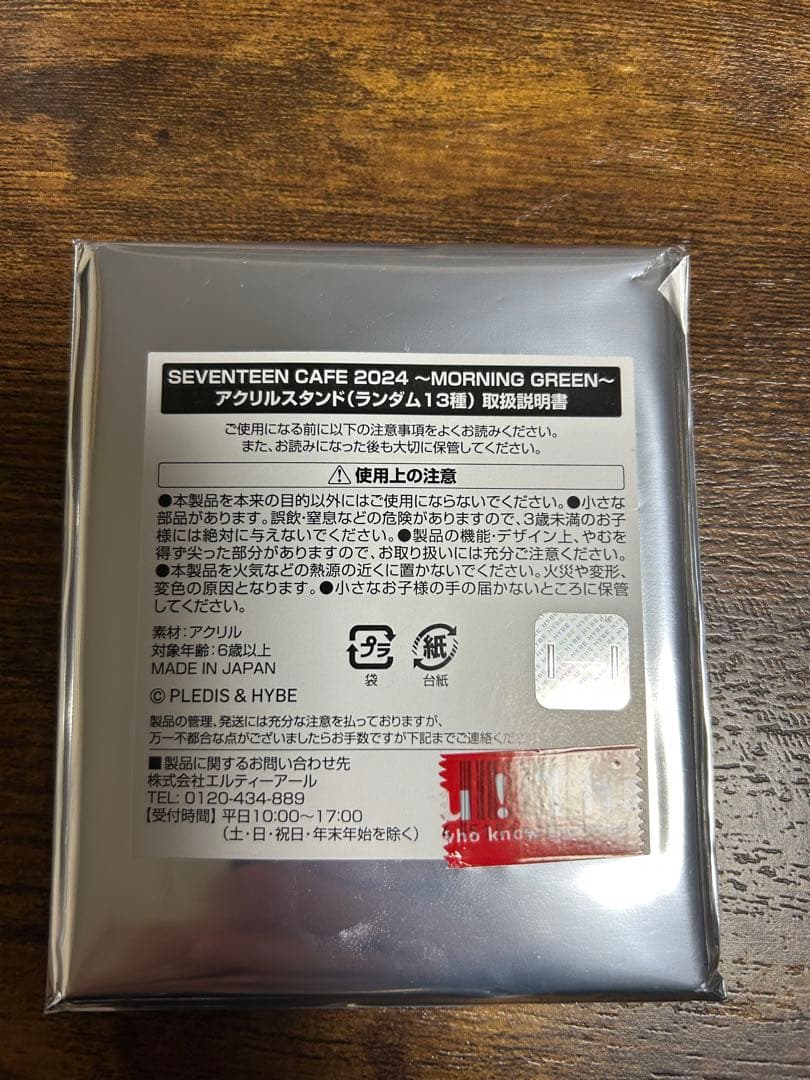 SEVENTEEN CAFE 2024 ～MORNING GREEN～
アクリルスタンド(ランダム13種) 取扱説明書
ご使用になる前に以下の注意事項をよくお読みください。
また、お読みになった後も大切に保管してください。
⚠使用上の注意
●本製品を本来の目的以外にはご使用にならないでください。●小さな
部品があります。誤飲・窒息などの危険がありますので、3歳未満のお子
様には絶対に与えないでください。●製品の機能・デザイン上、やむを
得ず尖った部分がありますので、お取り扱いには充分ご注意ください。
●本製品を火気などの熱源の近くに置かないでください。火災や変形、
変色の原因となります。●小さなお子様の手の届かないところに保管
してください。
素材:アクリル
対象年齢:6歳以上
MADE IN JAPAN
プラ
袋
紙
台紙
HYBE
© PLEDIS & HYBE
製品の管理、発送には充分な注意を払っておりますが、
万一不都合な点がございましたらお手数ですが下記までご連絡くだ
■製品に関するお問い合わせ先
株式会社エルティーアール
TEL: 0120-434-889
【受付時間】平日10:00～17:00
(土・日・祝日・年末年始を除く)
who know